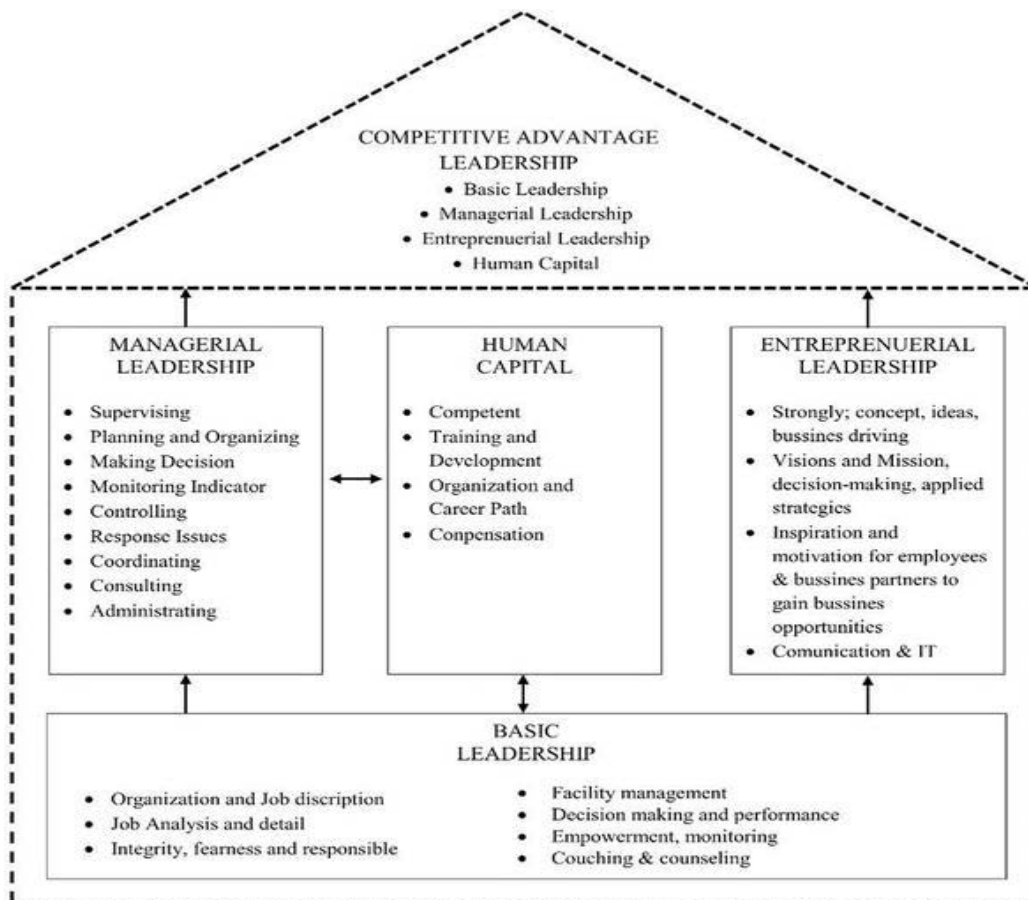 COMPETITIVE ADVANTAGE
LEADERSHIP
• Basic Leadership
• Managerial Leadership
• Entreprenuerial Leadership
• Human Capital
MANAGERIAL
LEADERSHIP
• Supervising
• Planning and Organizing
• Making Decision
• Monitoring Indicator
• Controlling
• Response Issues
• Coordinating
• Consulting
• Administrating
HUMAN
CAPITAL
• Competent
• Training and
Development
• Organization and
Career Path
• Conpensation
ENTREPRENUERIAL
LEADERSHIP
• Strongly; concept, ideas,
bussines driving
• Visions and Mission,
decision-making, applied
strategies
• Inspiration and
motivation for employees
& bussines partners to
gain bussines
opportunities
• Comunication & IT
BASIC
LEADERSHIP
• Organization and Job discription
• Job Analysis and detail
• Integrity, fearness and responsible
• Facility management
• Decision making and performance
• Empowerment, monitoring
• Couching & counseling